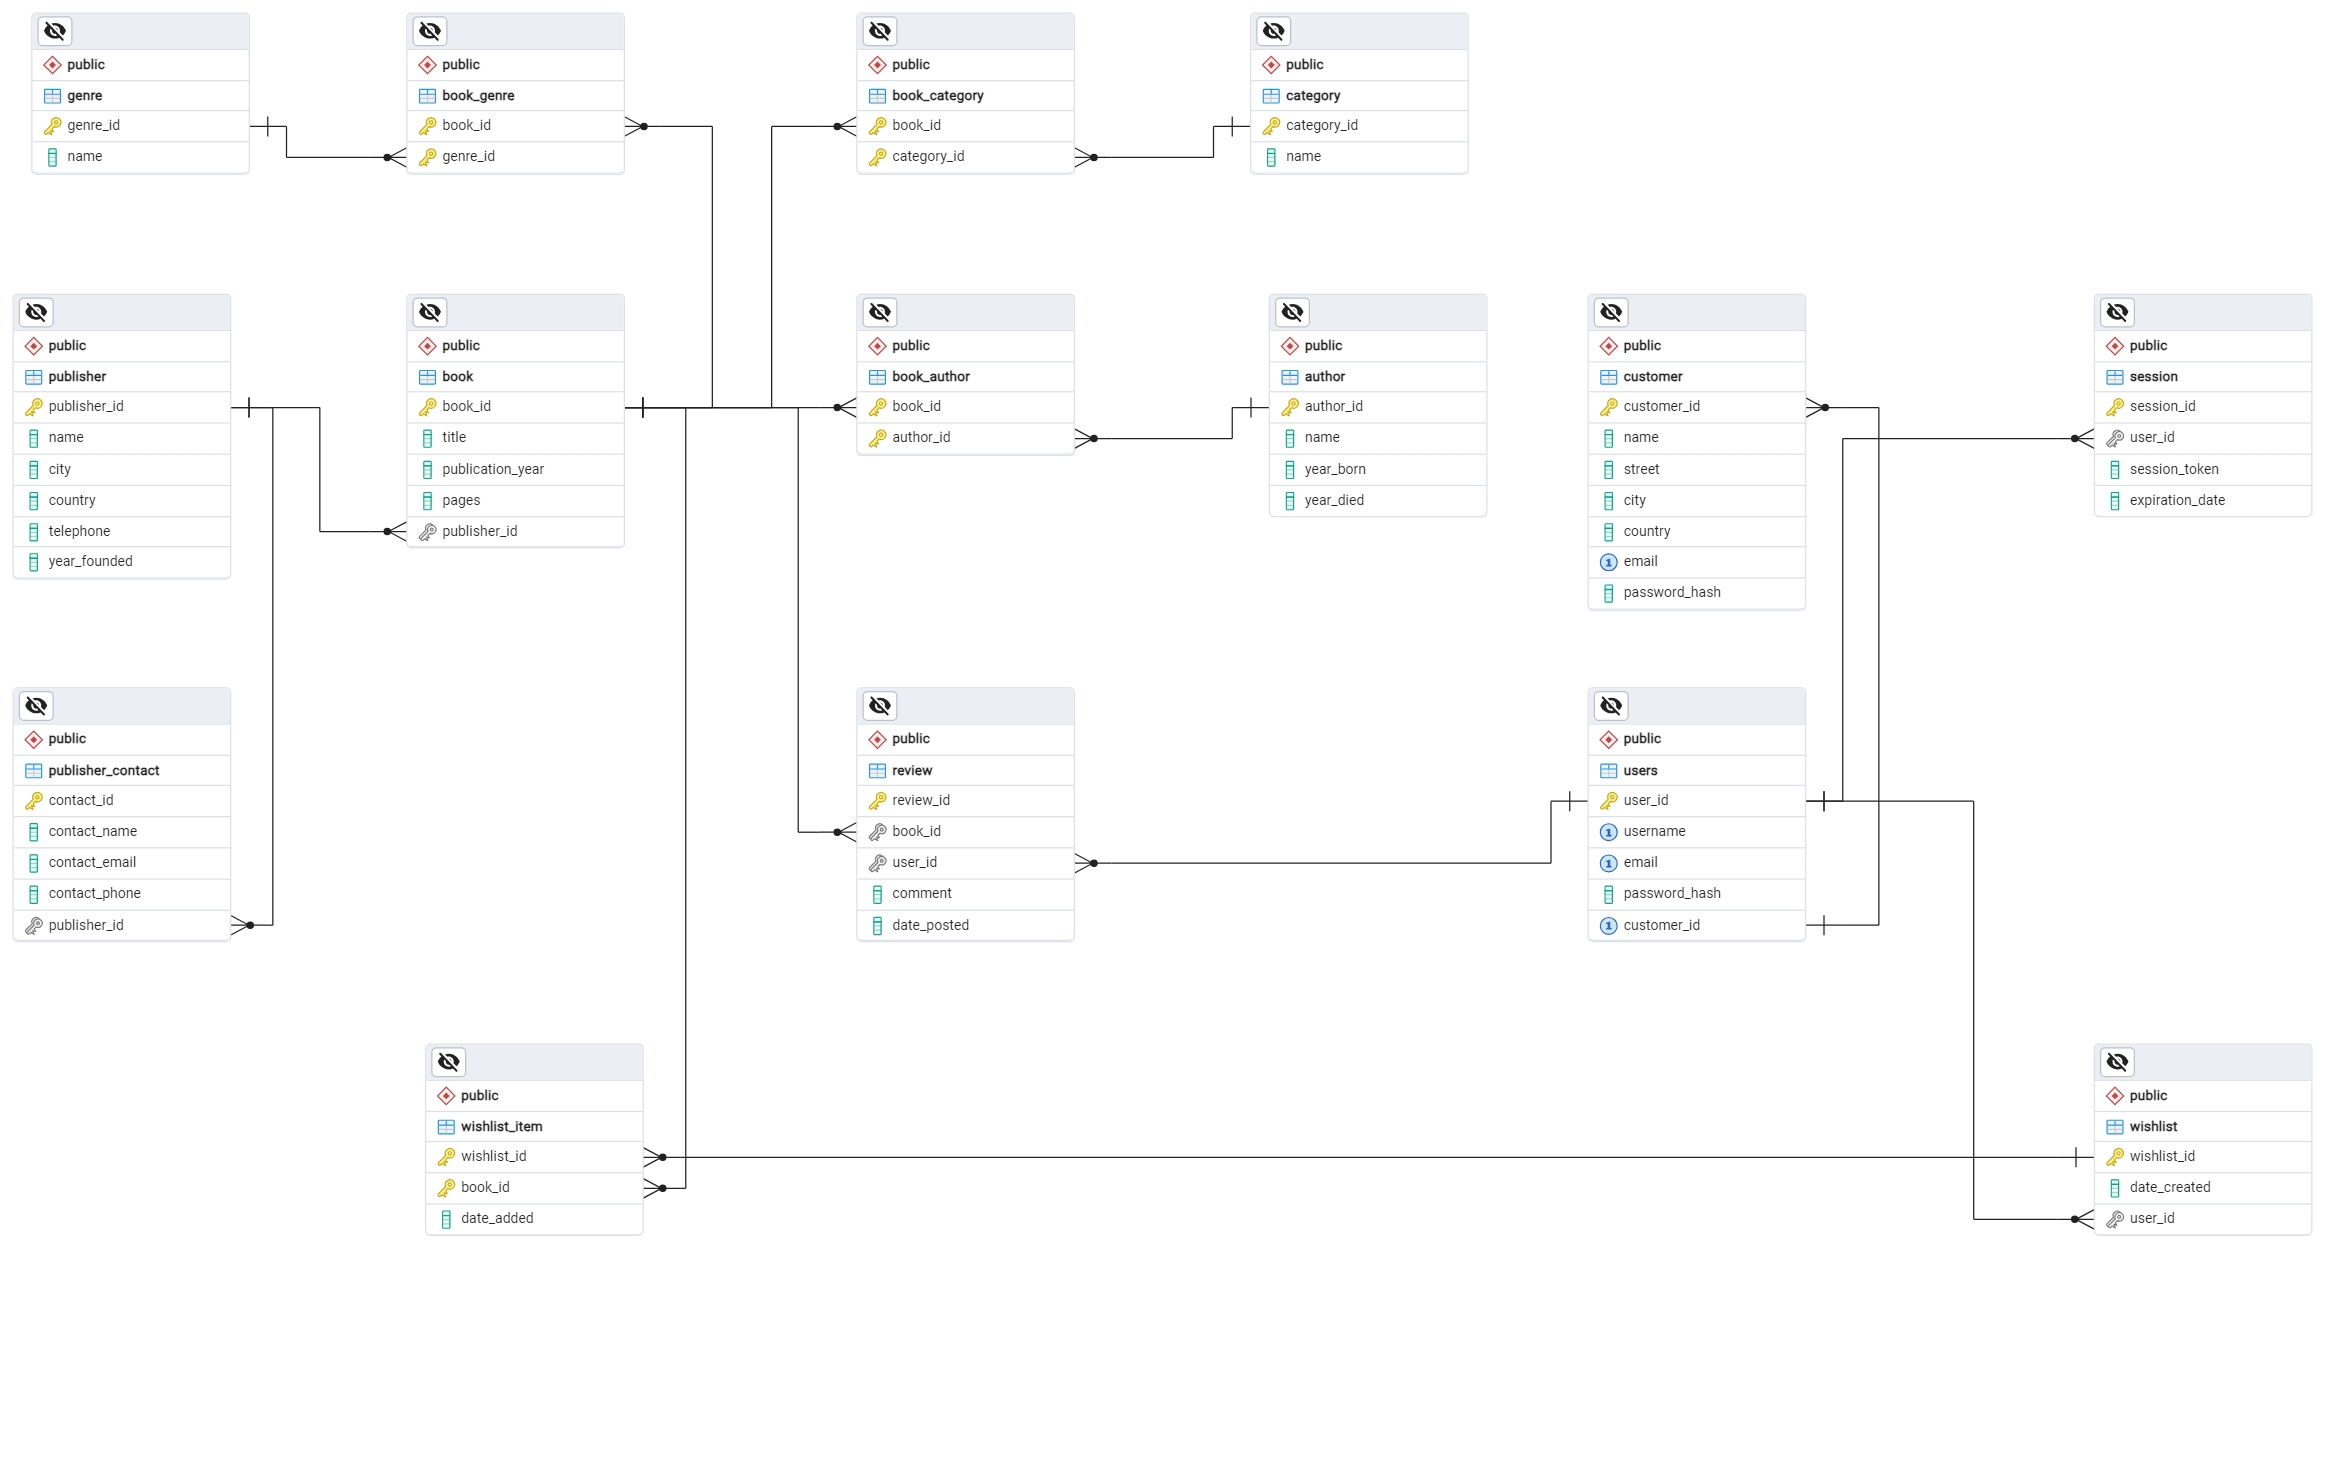 public
genre
genre_id
name
public
book_genre
book_id
genre_id
public
book_category
book_id
category_id
public
category
category_id
name
public
publisher
publisher_id
name
city
country
telephone
year_founded
public
book
book_id
title
publication_year
pages
publisher_id
public
book_author
book_id
author_id
public
author
author_id
name
year_born
year_died
public
customer
customer_id
name
street
city
country
1 email
password_hash
public
session
session_id
user_id
session_token
expiration_date
public
publisher_contact
contact_id
contact_name
contact_email
contact_phone
publisher_id
public
review
review_id
book_id
user_id
comment
date_posted
public
users
user_id
1 username
1 email
password_hash
1 customer_id
public
wishlist_item
wishlist_id
book_id
date_added
public
wishlist
wishlist_id
date_created
user_id